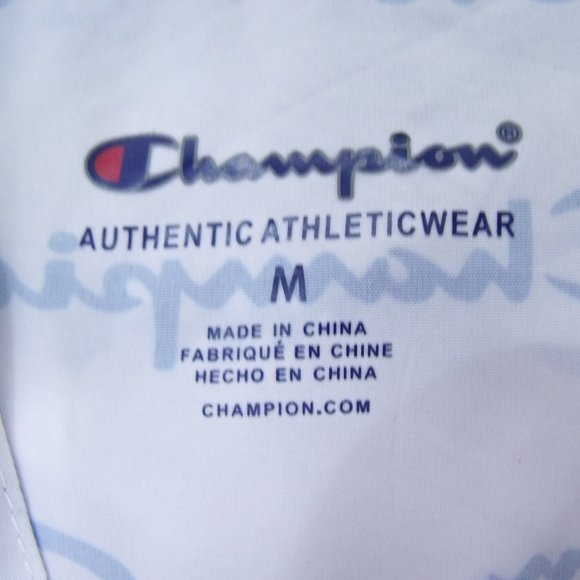 Champion®
AUTHENTIC ATHLETICWEAR
M
MADE IN CHINA
FABRIQUÉ EN CHINE
HECHO EN CHINA
CHAMPION.COM